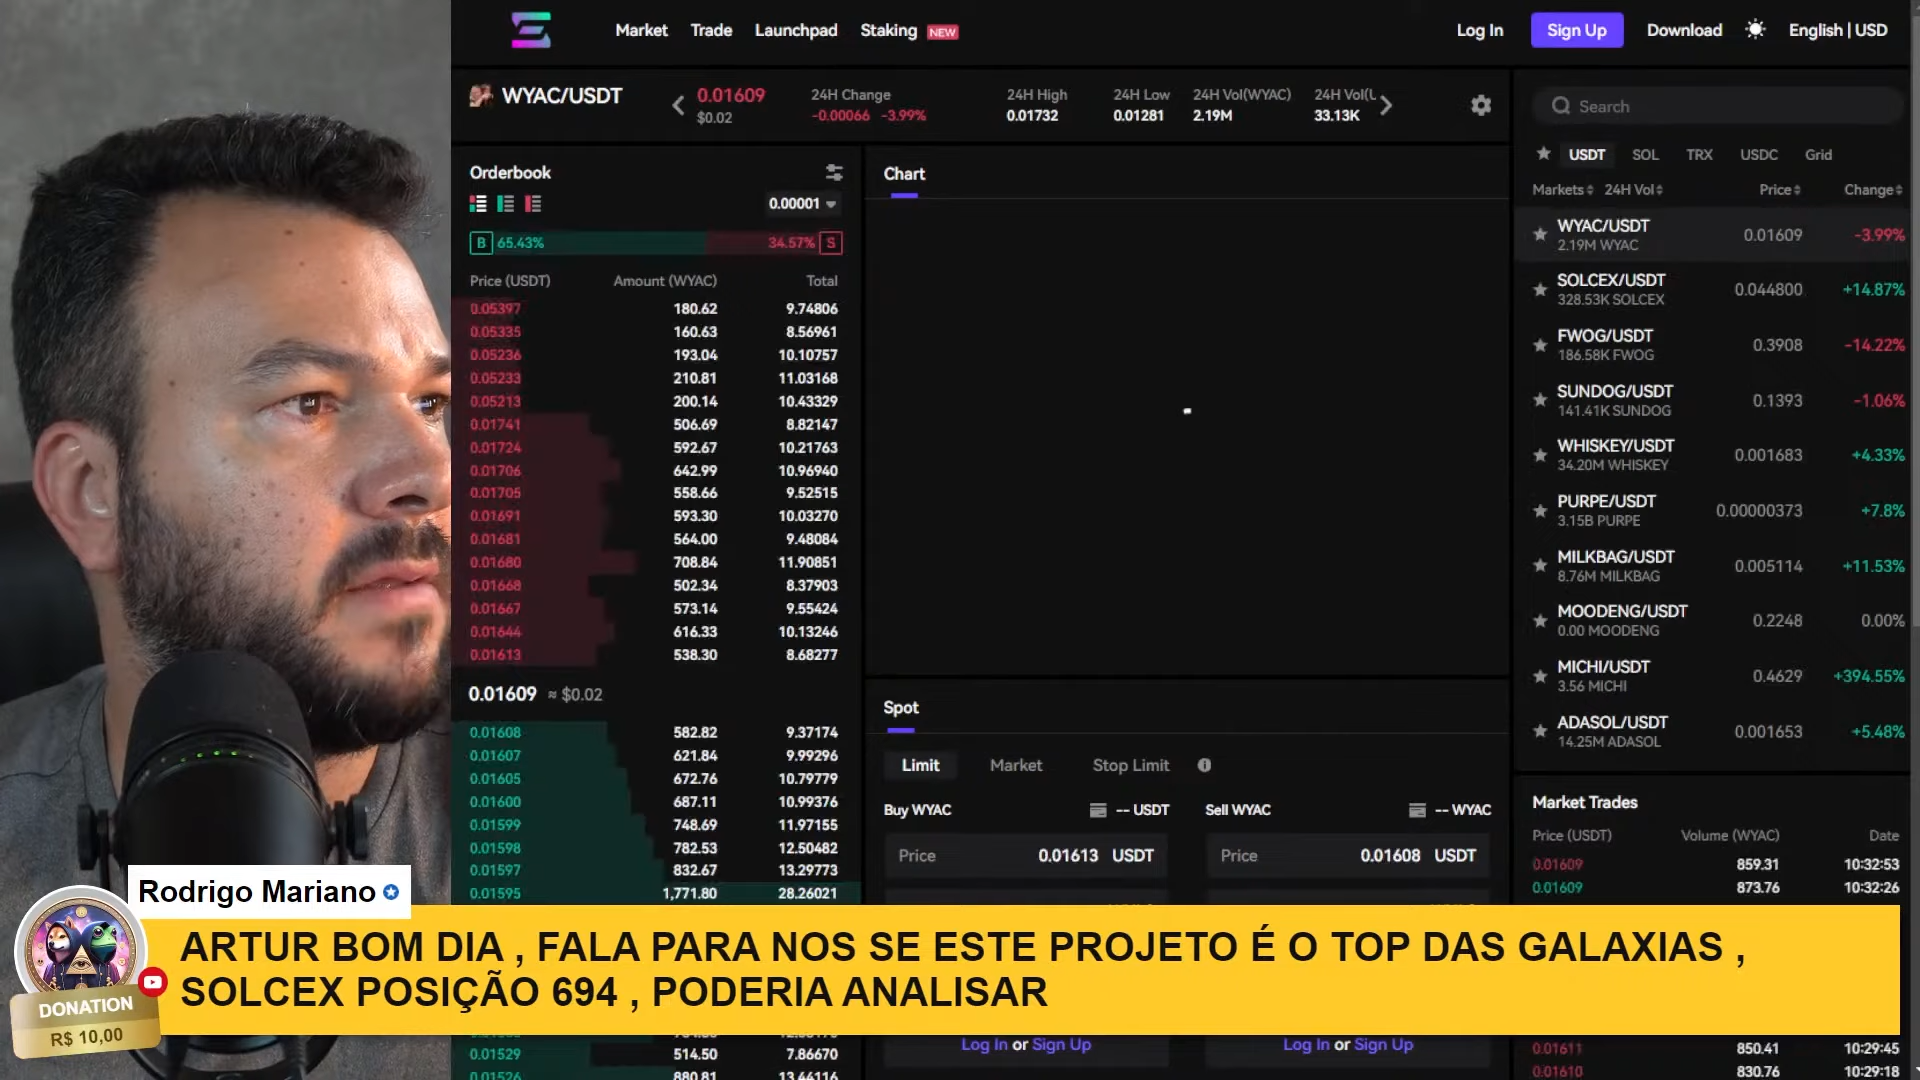 Market Trade Launchpad Staking NEW Log In Sign Up Download English | USD
WYAC/USDT
0.01609
$0.02
24H Change
-0.00066 -3.99%
24H High
0.01732
24H Low
0.01281
24H Vol(WYAC)
2.19M
24H Vol(U
33.13K
Orderbook
0.00001
B 65.43% 34.57% S
Price (USDT) Amount (WYAC) Total
0.05397 180.62 9.74806
0.05335 160.63 8.56961
0.05236 193.04 10.10757
0.05233 210.81 11.03168
0.05213 200.14 10.43329
0.01741 506.69 8.82147
0.01724 592.67 10.21763
0.01706 642.99 10.96940
0.01705 558.66 9.52515
0.01691 593.30 10.03270
0.01681 564.00 9.48084
0.01680 708.84 11.90851
0.01668 502.34 8.37903
0.01667 573.14 9.55424
0.01644 616.33 10.13246
0.01613 538.30 8.68277
0.01609 ≈ $0.02
0.01608 582.82 9.37174
0.01607 621.84 9.99296
0.01605 672.76 10.79779
0.01600 687.11 10.99376
0.01599 748.69 11.97155
0.01598 782.53 12.50482
0.01597 832.67 13.29773
0.01595 1,771.80 28.26021
0.01529 514.50 7.86670
0.01526 880.81 13.44116
Chart
Spot
Limit Market Stop Limit
Buy WYAC -- USDT
Price 0.01613 USDT
Log In or Sign Up
Sell WYAC -- WYAC
Price 0.01608 USDT
Log In or Sign Up
Search
USDT SOL TRX USDC Grid
Markets 24H Vol Price Change
WYAC/USDT 0.01609 -3.99%
2.19M WYAC
SOLCEX/USDT 0.044800 +14.87%
328.53K SOLCEX
FWOG/USDT 0.3908 -14.22%
186.58K FWOG
SUNDOG/USDT 0.1393 -1.06%
141.41K SUNDOG
WHISKEY/USDT 0.001683 +4.33%
34.20M WHISKEY
PURPE/USDT 0.00000373 +7.8%
3.15B PURPE
MILKBAG/USDT 0.005114 +11.53%
8.76M MILKBAG
MOODENG/USDT 0.2248 0.00%
0.00 MOODENG
MICHI/USDT 0.4629 +394.55%
3.56 MICHI
ADASOL/USDT 0.001653 +5.48%
14.25M ADASOL
Market Trades
Price (USDT) Volume (WYAC) Date
0.01609 859.31 10:32:53
0.01609 873.76 10:32:26
0.01611 850.41 10:29:45
0.01610 830.76 10:29:18
Rodrigo Mariano
ARTUR BOM DIA , FALA PARA NOS SE ESTE PROJETO É O TOP DAS GALAXIAS ,
SOLCEX POSIÇÃO 694 , PODERIA ANALISAR
DONATION
R$ 10,00